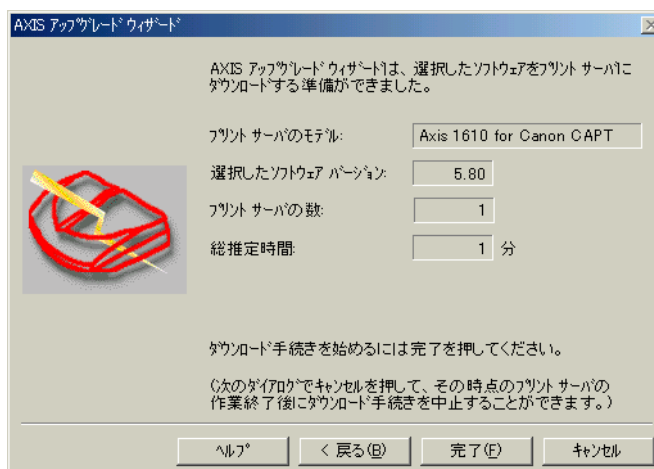 AXIS アップグレード ウィザード
AXIS アップグレード ウィザードは、選択したソフトウェアをプリント サーバに
ダウンロードする準備ができました。
プリント サーバのモデル: Axis 1610 for Canon CAPT
選択したソフトウェア バージョン: 5.80
プリント サーバの数: 1
総推定時間: 1 分
ダウンロード手続きを始めるには完了を押してください。
(次のダイアログでキャンセルを押して、その時点のプリント サーバの
作業終了後にダウンロード手続きを中止することができます。)
ヘルプ < 戻る(B) 完了(F) キャンセル